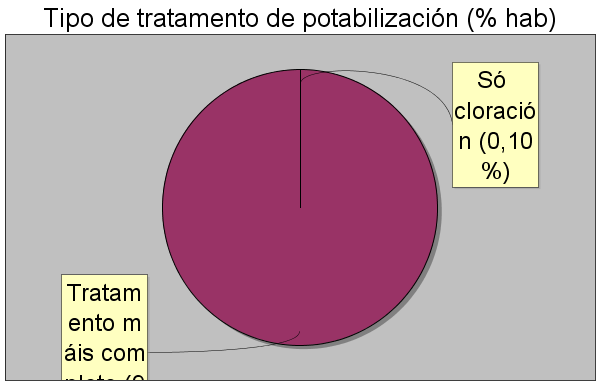 Tipo de tratamento de potabilización (% hab)
Só
cloració
n (0,10
%)
Tratam
ento m
áis com